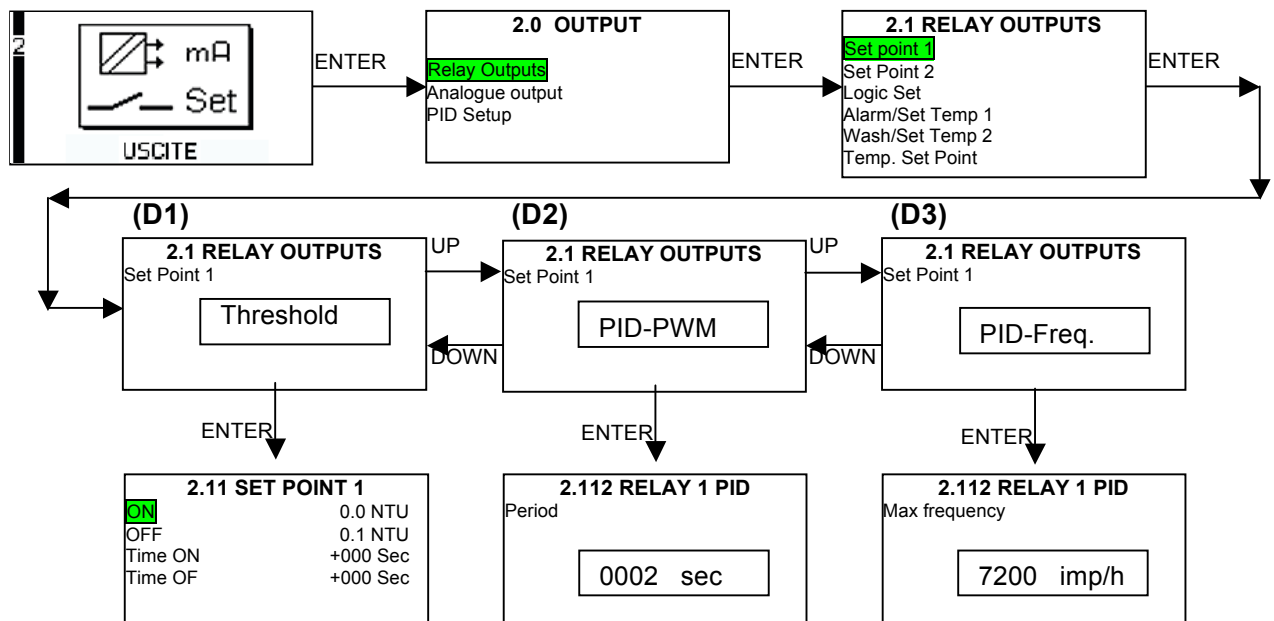 2
mA
Set
USCITE
ENTER
2.0 OUTPUT
Relay Outputs
Analogue output
PID Setup
ENTER
2.1 RELAY OUTPUTS
Set point 1
Set Point 2
Logic Set
Alarm/Set Temp 1
Wash/Set Temp 2
Temp. Set Point
ENTER
(D1)
2.1 RELAY OUTPUTS
Set Point 1
Threshold
UP
DOWN
(D2)
2.1 RELAY OUTPUTS
Set Point 1
PID-PWM
UP
DOWN
(D3)
2.1 RELAY OUTPUTS
Set Point 1
PID-Freq.
ENTER
ENTER
ENTER
2.11 SET POINT 1
ON 0.0 NTU
OFF 0.1 NTU
Time ON +000 Sec
Time OF +000 Sec
2.112 RELAY 1 PID
Period
0002 sec
2.112 RELAY 1 PID
Max frequency
7200 imp/h